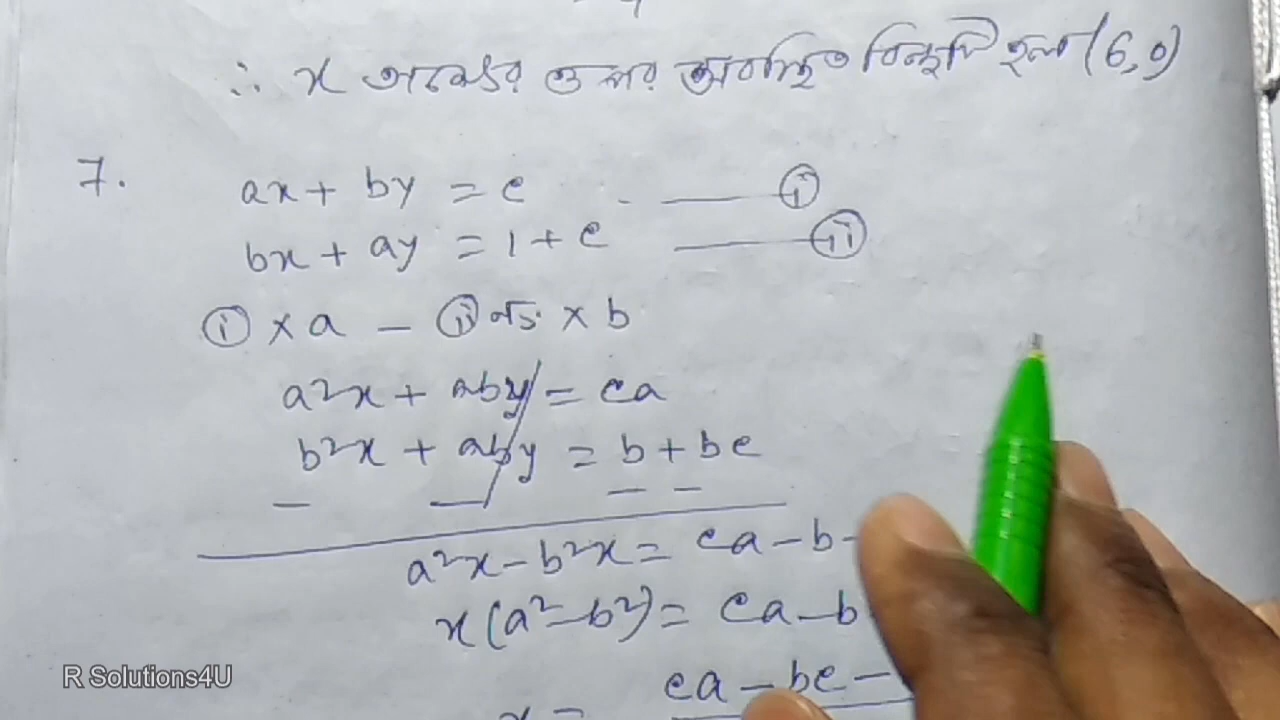 ∴ x অক্ষের ওপর অবস্থিত বিন্দুটি হল (6,0)
7.
ax + by = c ——— (i)
bx + ay = 1 + c ——— (ii)
(i) × a − (ii) নং × b
a²x + aby = ca
b²x + aby = b + bc
− − − −
a²x − b²x = ca − b −
x(a² − b²) = ca − b
x = ca − bc −
R Solutions4U